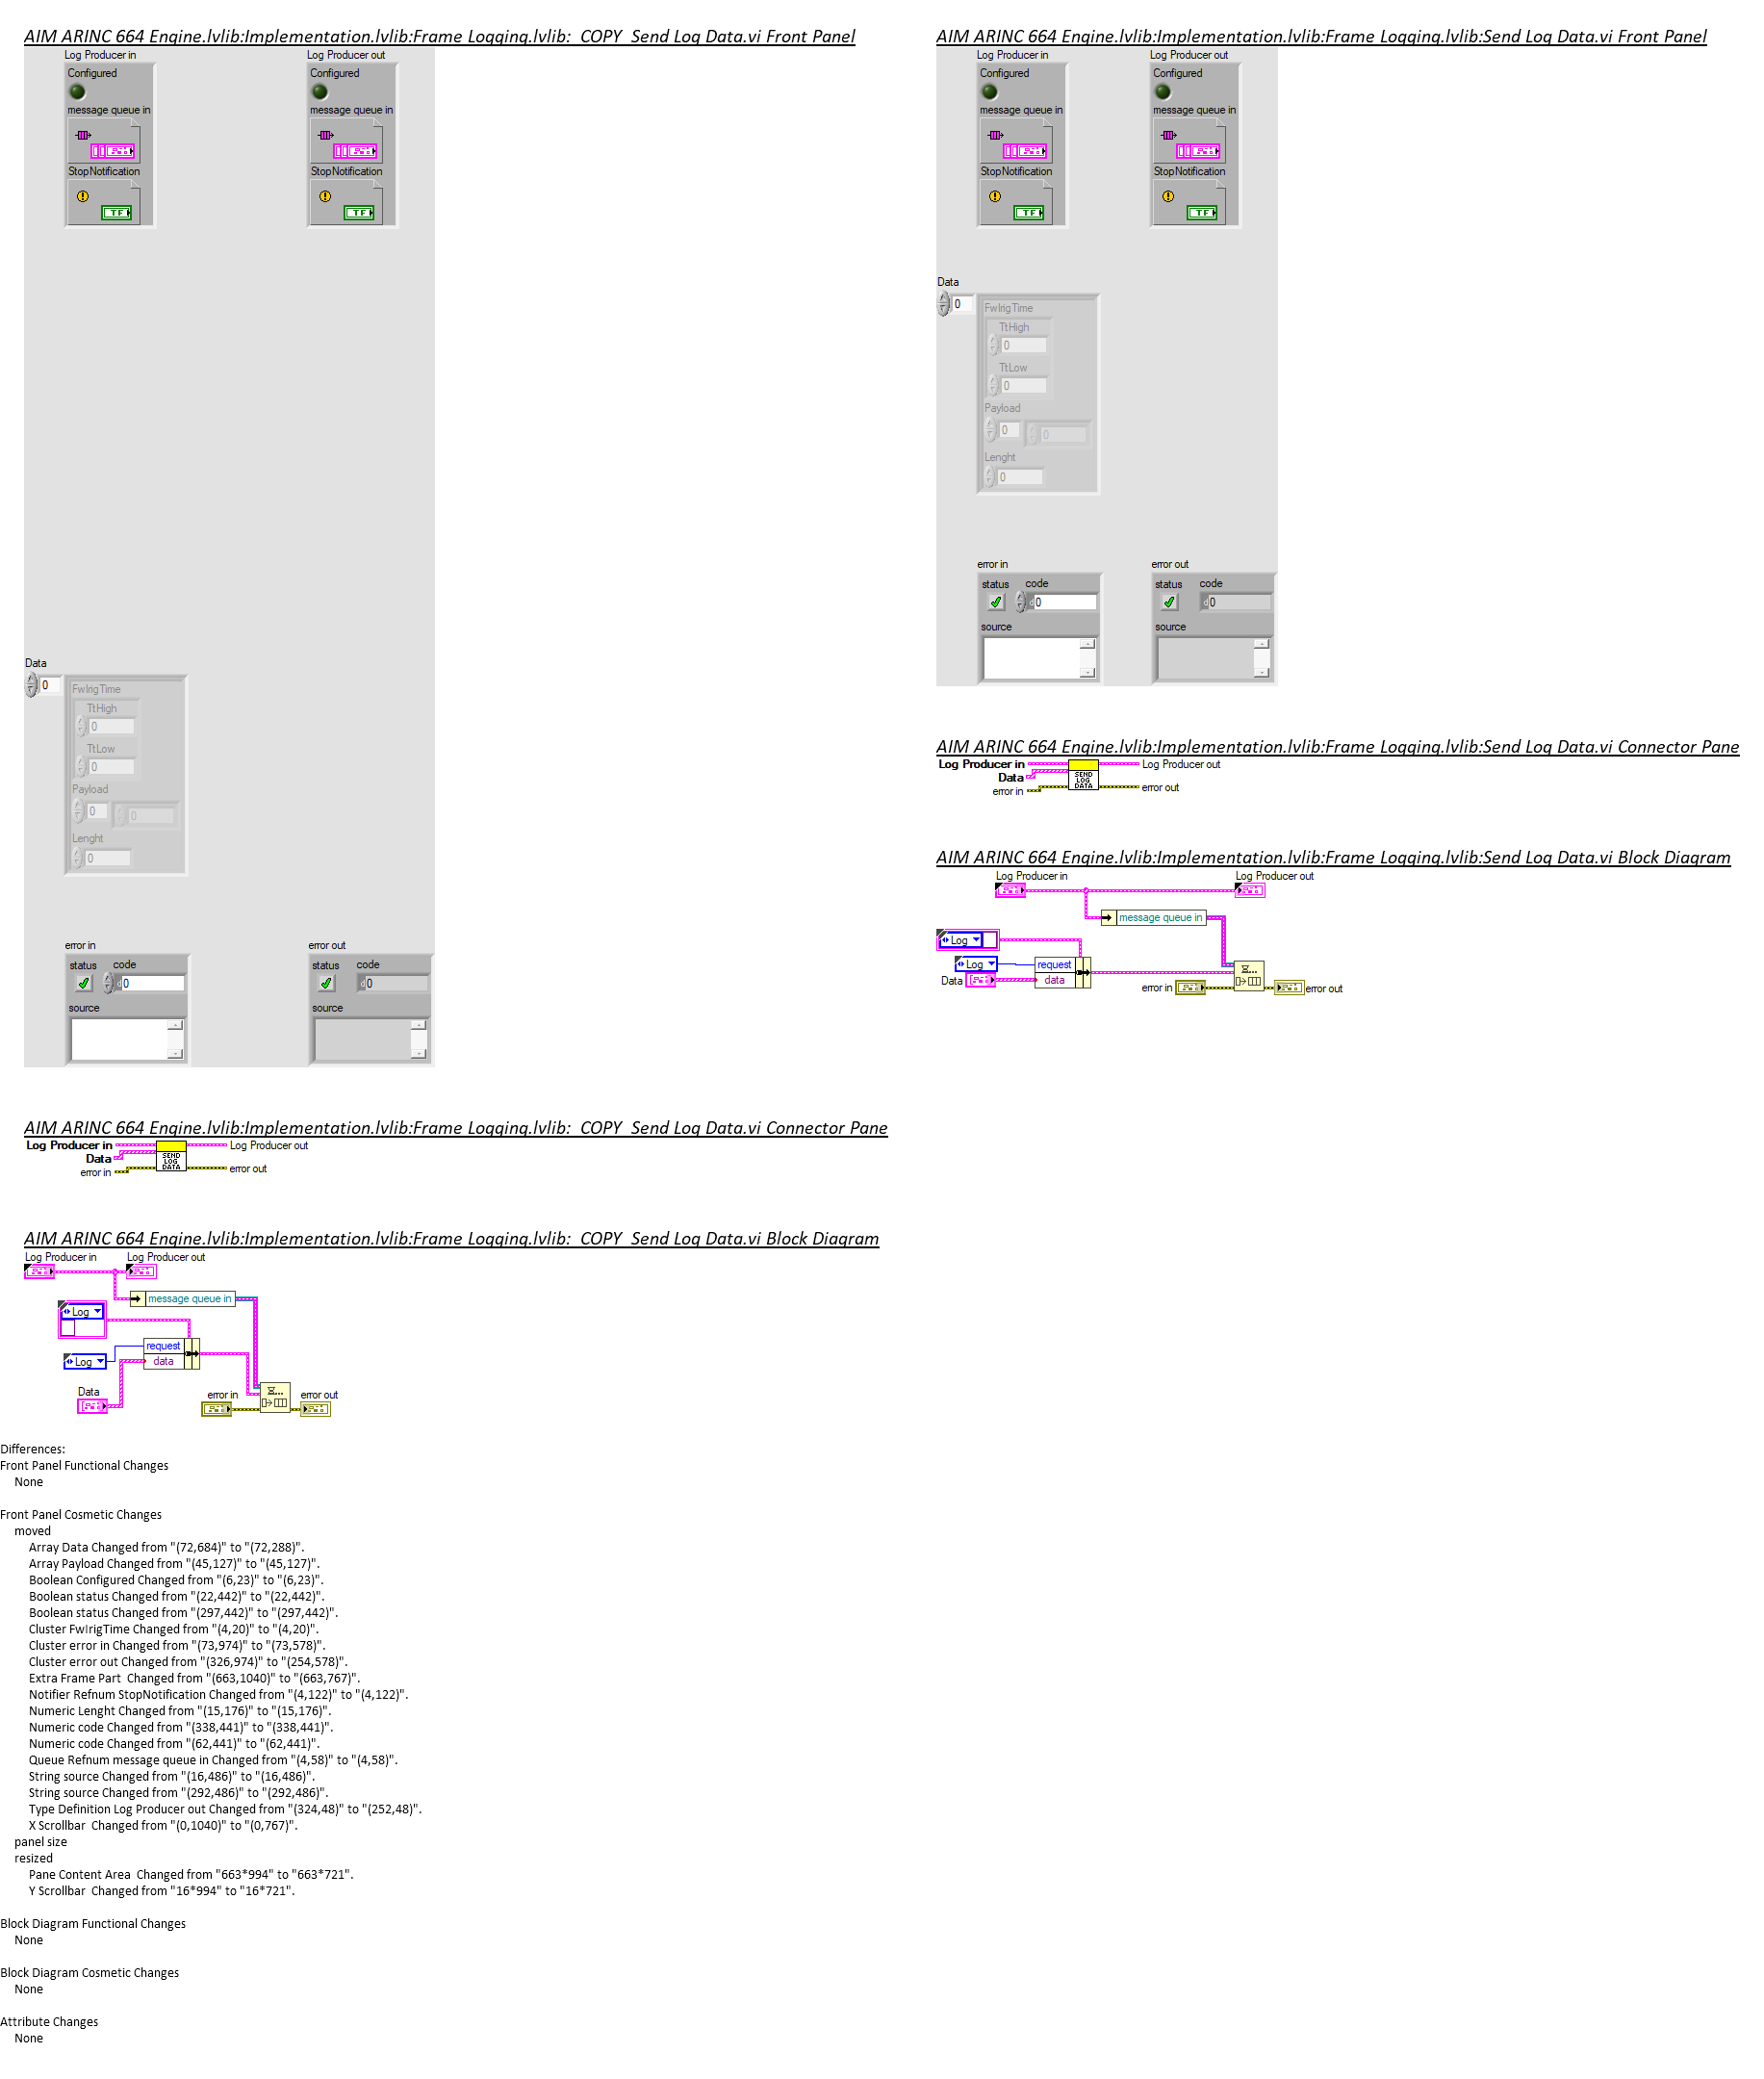 AIM ARINC 664 Engine.lvlib:Implementation.lvlib:Frame Logging.lvlib:  COPY  Send Log Data.vi Front Panel
Log Producer in
Log Producer out
Configured
Configured
message queue in
message queue in
StopNotification
StopNotification
TF
TF
Data
0
FwIrigTime
TtHigh
0
TtLow
0
Payload
0
0
Lenght
0
error in
error out
status
code
status
code
0
0
source
source
AIM ARINC 664 Engine.lvlib:Implementation.lvlib:Frame Logging.lvlib:  COPY  Send Log Data.vi Connector Pane
Log Producer in
Log Producer out
Data
SEND
LOG
DATA
error in
error out
AIM ARINC 664 Engine.lvlib:Implementation.lvlib:Frame Logging.lvlib:  COPY  Send Log Data.vi Block Diagram
Log Producer in
Log Producer out
message queue in
Log
request
Log
data
Data
error in
error out
AIM ARINC 664 Engine.lvlib:Implementation.lvlib:Frame Logging.lvlib:Send Log Data.vi Front Panel
Log Producer in
Log Producer out
Configured
Configured
message queue in
message queue in
StopNotification
StopNotification
TF
TF
Data
0
FwIrigTime
TtHigh
0
TtLow
0
Payload
0
0
Lenght
0
error in
error out
status
code
status
code
0
0
source
source
AIM ARINC 664 Engine.lvlib:Implementation.lvlib:Frame Logging.lvlib:Send Log Data.vi Connector Pane
Log Producer in
Log Producer out
Data
SEND
LOG
DATA
error in
error out
AIM ARINC 664 Engine.lvlib:Implementation.lvlib:Frame Logging.lvlib:Send Log Data.vi Block Diagram
Log Producer in
Log Producer out
message queue in
Log
Log
request
Data
data
error in
error out
Differences:
Front Panel Functional Changes
None
Front Panel Cosmetic Changes
moved
Array Data Changed from "(72,684)" to "(72,288)".
Array Payload Changed from "(45,127)" to "(45,127)".
Boolean Configured Changed from "(6,23)" to "(6,23)".
Boolean status Changed from "(22,442)" to "(22,442)".
Boolean status Changed from "(297,442)" to "(297,442)".
Cluster FwIrigTime Changed from "(4,20)" to "(4,20)".
Cluster error in Changed from "(73,974)" to "(73,578)".
Cluster error out Changed from "(326,974)" to "(254,578)".
Extra Frame Part  Changed from "(663,1040)" to "(663,767)".
Notifier Refnum StopNotification Changed from "(4,122)" to "(4,122)".
Numeric Lenght Changed from "(15,176)" to "(15,176)".
Numeric code Changed from "(338,441)" to "(338,441)".
Numeric code Changed from "(62,441)" to "(62,441)".
Queue Refnum message queue in Changed from "(4,58)" to "(4,58)".
String source Changed from "(16,486)" to "(16,486)".
String source Changed from "(292,486)" to "(292,486)".
Type Definition Log Producer out Changed from "(324,48)" to "(252,48)".
X Scrollbar  Changed from "(0,1040)" to "(0,767)".
panel size
resized
Pane Content Area  Changed from "663*994" to "663*721".
Y Scrollbar  Changed from "16*994" to "16*721".
Block Diagram Functional Changes
None
Block Diagram Cosmetic Changes
None
Attribute Changes
None